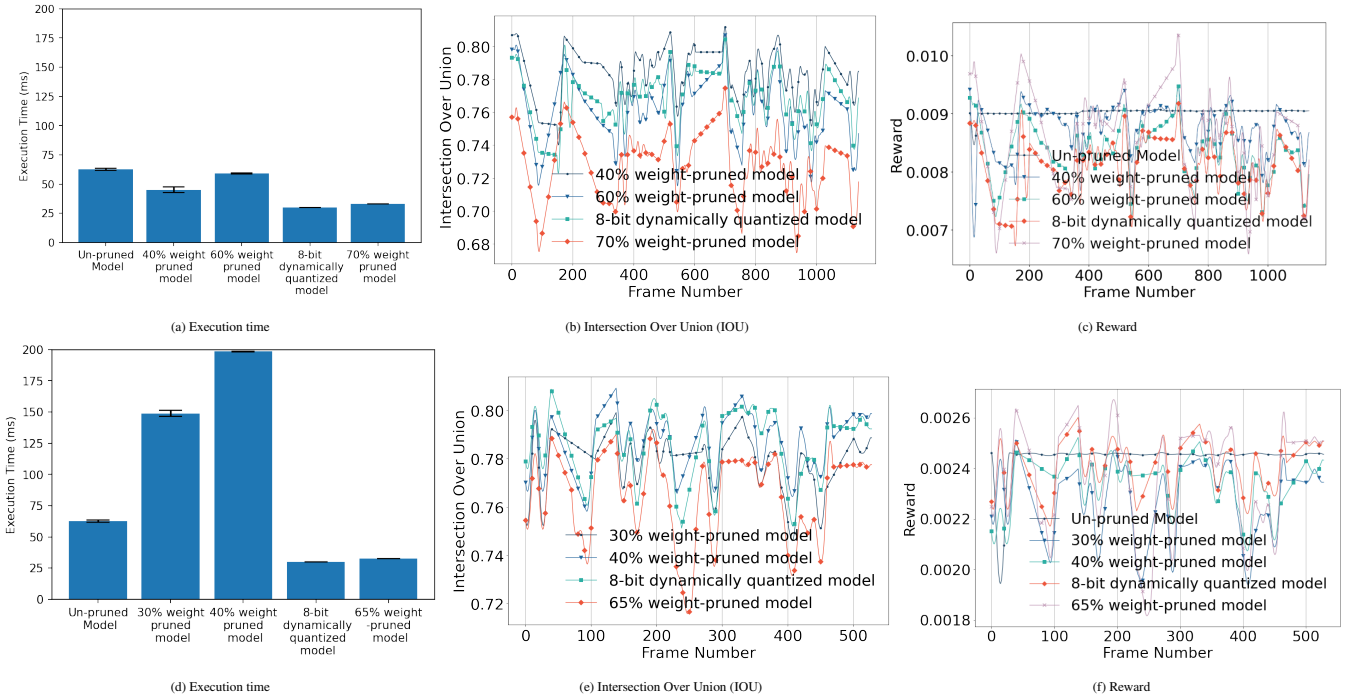 200
175
150
125
100
75
50
25
0
Execution Time (ms)
Un-pruned
Model
40% weight
pruned
model
60% weight
pruned
model
8-bit
dynamically
quantized
model
70% weight
pruned
model
(a) Execution time
0.80
0.78
0.76
0.74
0.72
0.70
0.68
Intersection Over Union
40% weight-pruned model
60% weight-pruned model
8-bit dynamically quantized model
70% weight-pruned model
0 200 400 600 800 1000
Frame Number
(b) Intersection Over Union (IOU)
0.010
0.009
0.008
0.007
Reward
Un-pruned Model
40% weight-pruned model
60% weight-pruned model
8-bit dynamically quantized model
70% weight-pruned model
0 200 400 600 800 1000
Frame Number
(c) Reward
200
175
150
125
100
75
50
25
0
Execution Time (ms)
Un-pruned
Model
30% weight
pruned
model
40% weight
pruned
model
8-bit
dynamically
quantized
model
65% weight
-pruned
model
(d) Execution time
0.80
0.78
0.76
0.74
0.72
Intersection Over Union
30% weight-pruned model
40% weight-pruned model
8-bit dynamically quantized model
65% weight-pruned model
0 100 200 300 400 500
Frame Number
(e) Intersection Over Union (IOU)
0.0026
0.0024
0.0022
0.0020
0.0018
Reward
Un-pruned Model
30% weight-pruned model
40% weight-pruned model
8-bit dynamically quantized model
65% weight-pruned model
0 100 200 300 400 500
Frame Number
(f) Reward